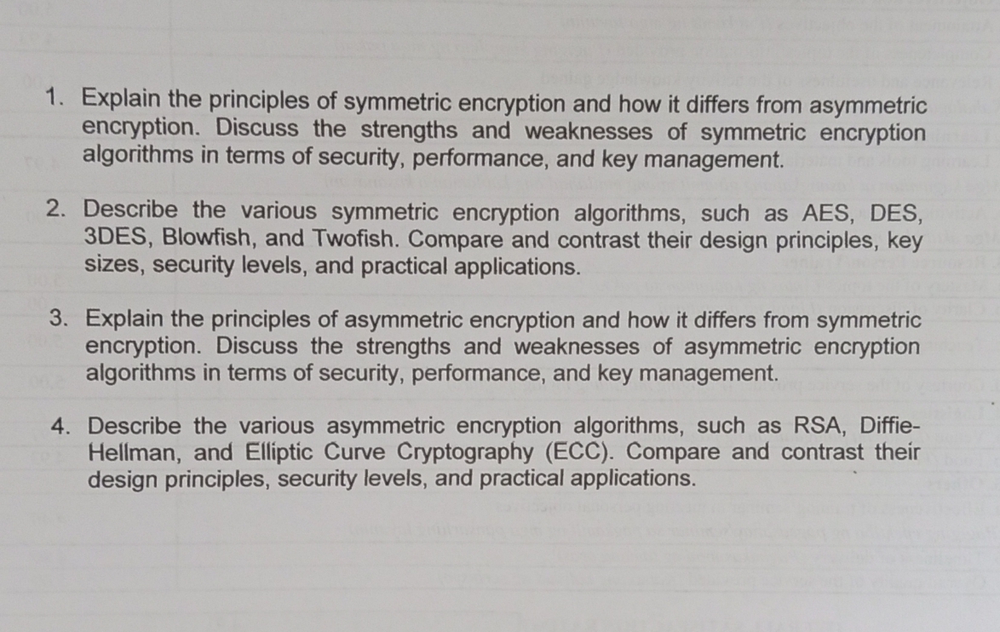 1. Explain the principles of symmetric encryption and how it differs from asymmetric
encryption. Discuss the strengths and weaknesses of symmetric encryption
algorithms in terms of security, performance, and key management.
2. Describe the various symmetric encryption algorithms, such as AES, DES,
3DES, Blowfish, and Twofish. Compare and contrast their design principles, key
sizes, security levels, and practical applications.
3. Explain the principles of asymmetric encryption and how it differs from symmetric
encryption. Discuss the strengths and weaknesses of asymmetric encryption
algorithms in terms of security, performance, and key management.
4. Describe the various asymmetric encryption algorithms, such as RSA, Diffie-
Hellman, and Elliptic Curve Cryptography (ECC). Compare and contrast their
design principles, security levels, and practical applications.